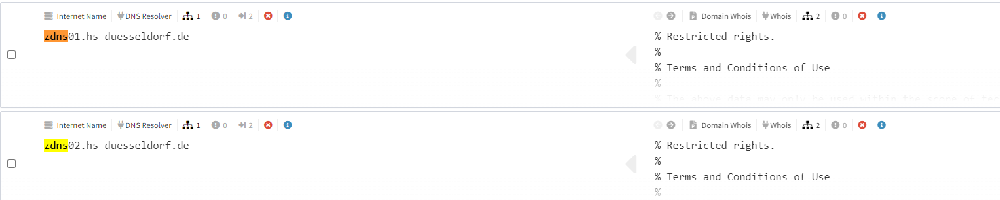 Internet Name DNS Resolver 1 0 2 Domain Whois Whois 2 0
zdns01.hs-duesseldorf.de % Restricted rights.
%
% Terms and Conditions of Use
%
% The above data may only be used within the scope of tec
Internet Name DNS Resolver 1 0 2 Domain Whois Whois 2 0
zdns02.hs-duesseldorf.de % Restricted rights.
%
% Terms and Conditions of Use
%